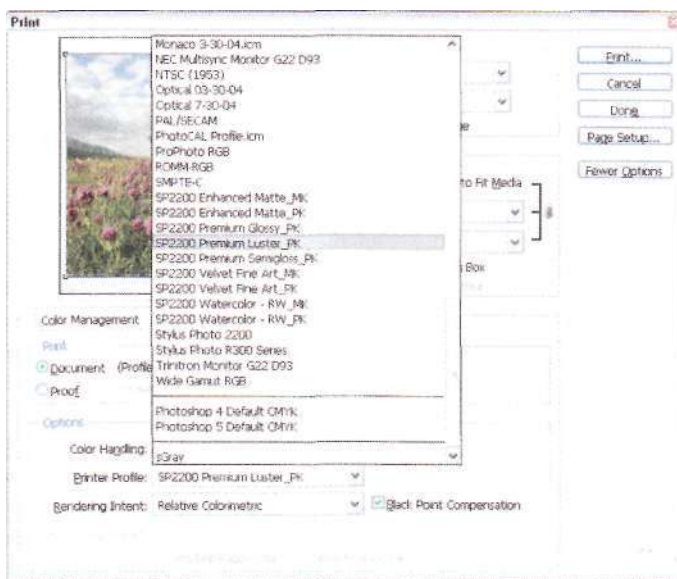 Print
Monaco 3-30-04.icm
NEC Multisync Monitor G22 D93
NTSC (1953)
Optical 03-30-04
Optical 7-30-04
PAL/SECAM
PhotoCAL Profile.icm
ProPhoto RGB
ROMM-RGB
SMPTE-C
SP2200 Enhanced Matte_MK
SP2200 Enhanced Matte_PK
SP2200 Premium Glossy_PK
SP2200 Premium Luster_PK
SP2200 Premium Semigloss_PK
SP2200 Velvet Fine Art_MK
SP2200 Velvet Fine Art_PK
SP2200 Watercolor - RW_MK
SP2200 Watercolor - RW_PK
Stylus Photo 2200
Stylus Photo R300 Series
Trinitron Monitor G22 D93
Wide Gamut RGB
Photoshop 4 Default CMYK
Photoshop 5 Default CMYK
sGray
Print...
Cancel
Done
Page Setup...
Fewer Options
to Fit Media
Box
Color Management
Print
Document (Profile
Proof
Options
Color Handling:
Printer Profile: SP2200 Premium Luster_PK
Rendering Intent: Relative Colorimetric
Black Point Compensation